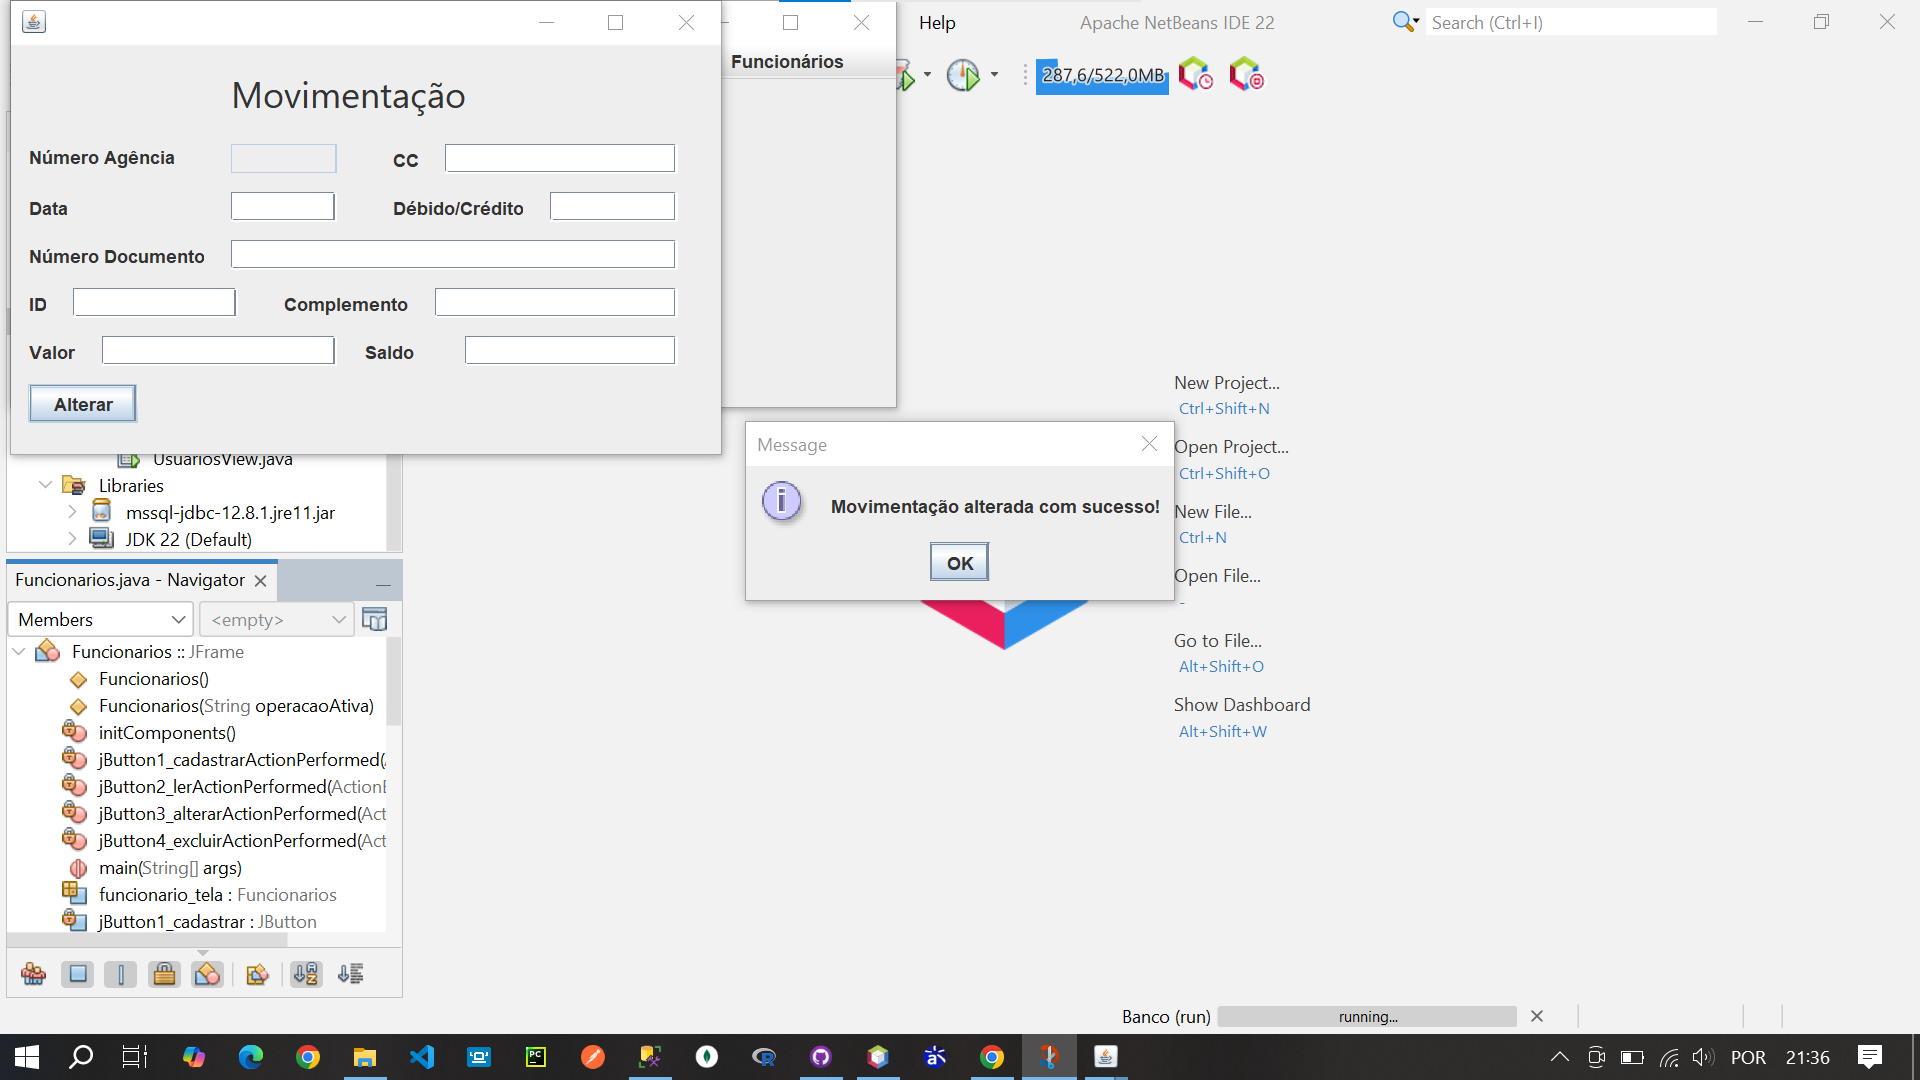 Movimentação
Número Agência
CC
Data
Débido/Crédito
Número Documento
ID
Complemento
Valor
Saldo
Alterar
Funcionários
Help
Apache NetBeans IDE 22
Search (Ctrl+I)
287,6/522,0MB
New Project...
Ctrl+Shift+N
Open Project...
Ctrl+Shift+O
New File...
Ctrl+N
Open File...
-
Go to File...
Alt+Shift+O
Show Dashboard
Alt+Shift+W
Message
Movimentação alterada com sucesso!
OK
UsuariosView.java
Libraries
mssql-jdbc-12.8.1.jre11.jar
JDK 22 (Default)
Funcionarios.java - Navigator
Members
<empty>
Funcionarios :: JFrame
Funcionarios()
Funcionarios(String operacaoAtiva)
initComponents()
jButton1_cadastrarActionPerformed(
jButton2_lerActionPerformed(ActionE
jButton3_alterarActionPerformed(Act
jButton4_excluirActionPerformed(Act
main(String[] args)
funcionario_tela : Funcionarios
jButton1_cadastrar : JButton
Banco (run)
running...
POR
21:36